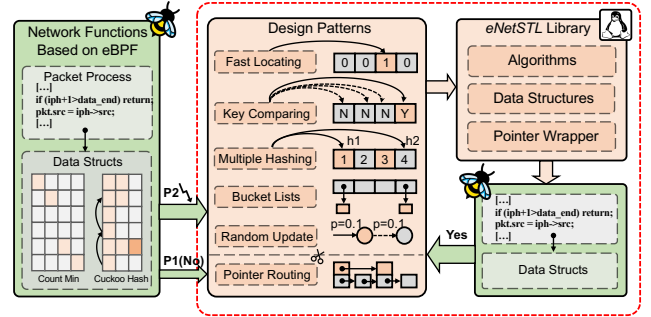 Network Functions
Based on eBPF
Packet Process
[...]
if (iph+1>data_end) return;
pkt.src = iph->src;
[...]
Data Structs
Count Min
Cuckoo Hash
P2
P1(No)
Design Patterns
Fast Locating
0 0 1 0
Key Comparing
N N N Y
h1 h2
Multiple Hashing
1 2 3 4
Bucket Lists
p=0.1 p=0.1
Random Update
Pointer Routing
eNetSTL Library
Algorithms
Data Structures
Pointer Wrapper
Yes
[...]
if (iph+1>data_end) return;
pkt.src = iph->src;
[...]
Data Structs